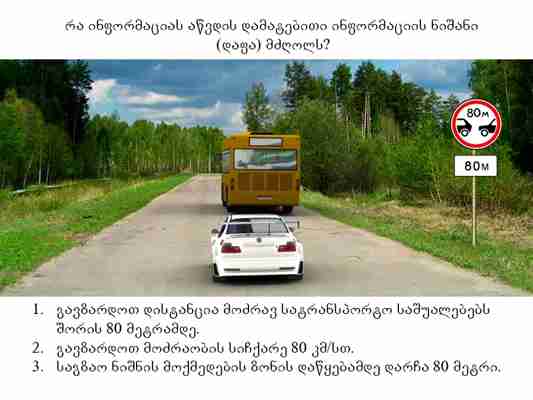 რა ინფორმაციას აწვდის დამატებითი ინფორმაციის ნიშანი
(დაფა) მძღოლს?
80м
80м
1. გავზარდოთ დისტანცია მოძრავ სატრანსპორტო საშუალებებს
შორის 80 მეტრამდე.
2. გავზარდოთ მოძრაობის სიჩქარე 80 კმ/სთ.
3. საგზაო ნიშნის მოქმედების ზონის დაწყებამდე დარჩა 80 მეტრი.